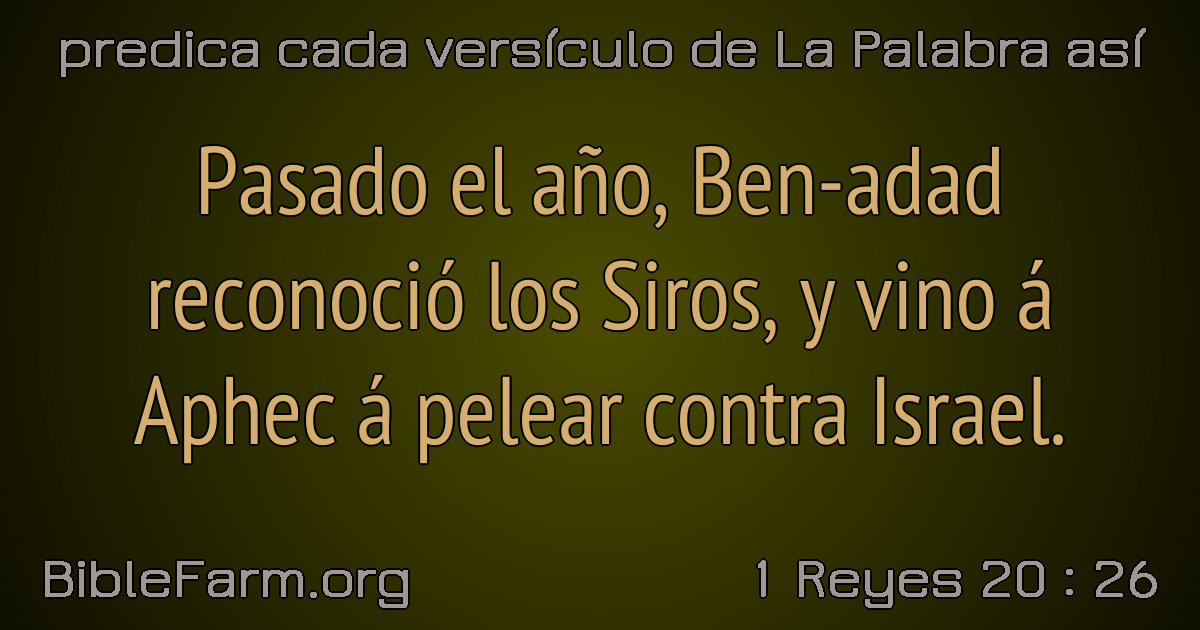 predica cada versículo de La Palabra así
Pasado el año, Ben-adad
reconoció los Siros, y vino á
Aphec á pelear contra Israel.
BibleFarm.org
1 Reyes 20 : 26